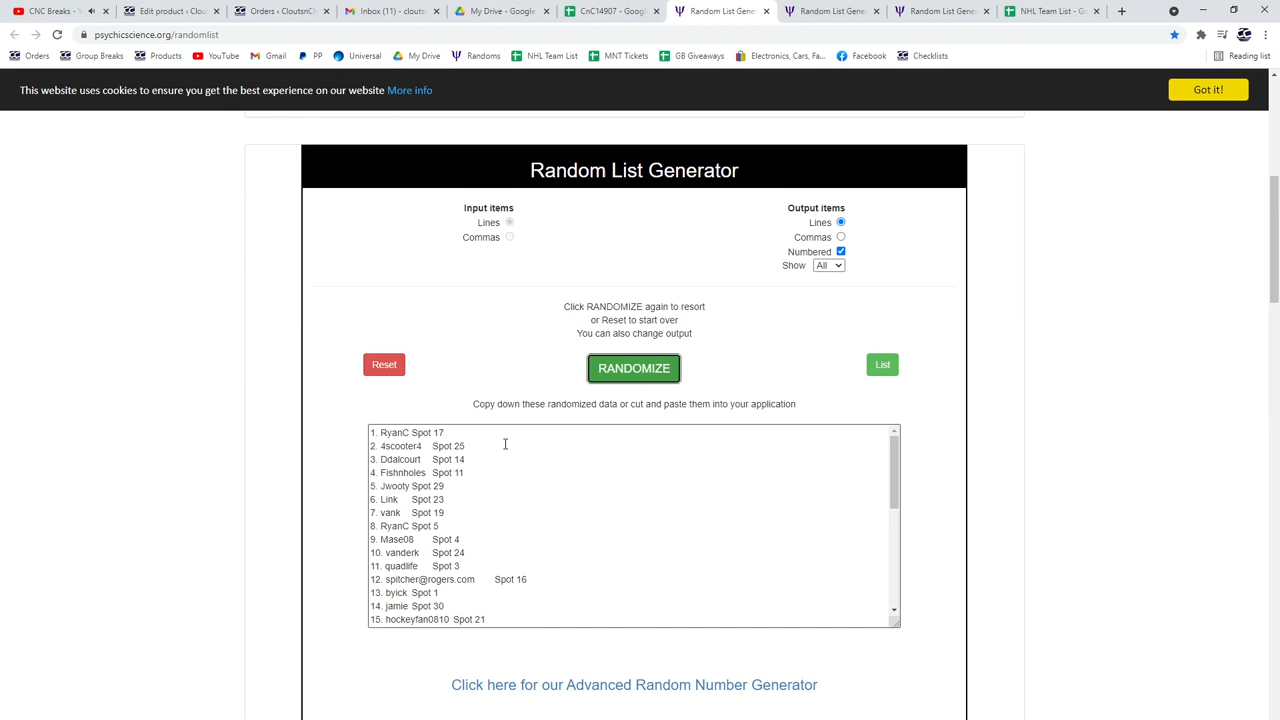 CNC Breaks - Y
Edit product ‹ Clout
Orders ‹ CloutsnCh
Inbox (11) - clouts
My Drive - Google
CnC14907 - Google
Random List Gene
Random List Gene
Random List Gene
NHL Team List - Go
psychicscience.org/randomlist
Orders
Group Breaks
Products
YouTube
Gmail
PP
Universal
My Drive
Randoms
NHL Team List
MNT Tickets
GB Giveaways
Electronics, Cars, Fa...
Facebook
Checklists
Reading list
This website uses cookies to ensure you get the best experience on our website More info
Got it!
Random List Generator
Input items
Lines
Commas
Output items
Lines
Commas
Numbered
Show All
Click RANDOMIZE again to resort
or Reset to start over
You can also change output
Reset
RANDOMIZE
List
Copy down these randomized data or cut and paste them into your application
1. RyanC Spot 17
2. 4scooter4 Spot 25
3. Ddalcourt Spot 14
4. Fishnholes Spot 11
5. Jwooty Spot 29
6. Link Spot 23
7. vank Spot 19
8. RyanC Spot 5
9. Mase08 Spot 4
10. vanderk Spot 24
11. quadlife Spot 3
12. spitcher@rogers.com Spot 16
13. byick Spot 1
14. jamie Spot 30
15. hockeyfan0810 Spot 21
Click here for our Advanced Random Number Generator